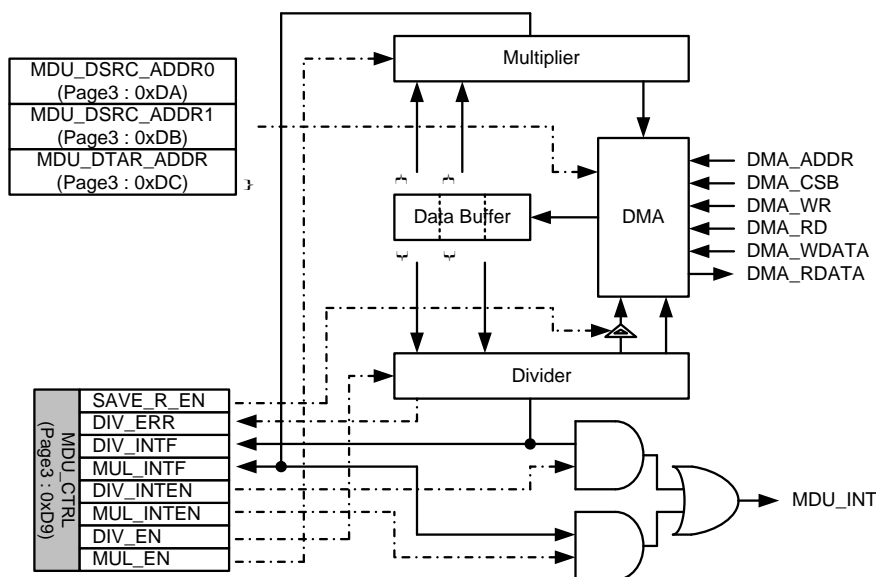 Multiplier
MDU_DSRC_ADDR0
(Page3 : 0xDA)
MDU_DSRC_ADDR1
(Page3 : 0xDB)
MDU_DTAR_ADDR
(Page3 : 0xDC)
Data Buffer
DMA
DMA_ADDR
DMA_CSB
DMA_WR
DMA_RD
DMA_WDATA
DMA_RDATA
Divider
MDU_CTRL
(Page3 : 0xD9)
SAVE_R_EN
DIV_ERR
DIV_INTF
MUL_INTF
DIV_INTEN
MUL_INTEN
DIV_EN
MUL_EN
MDU_INT